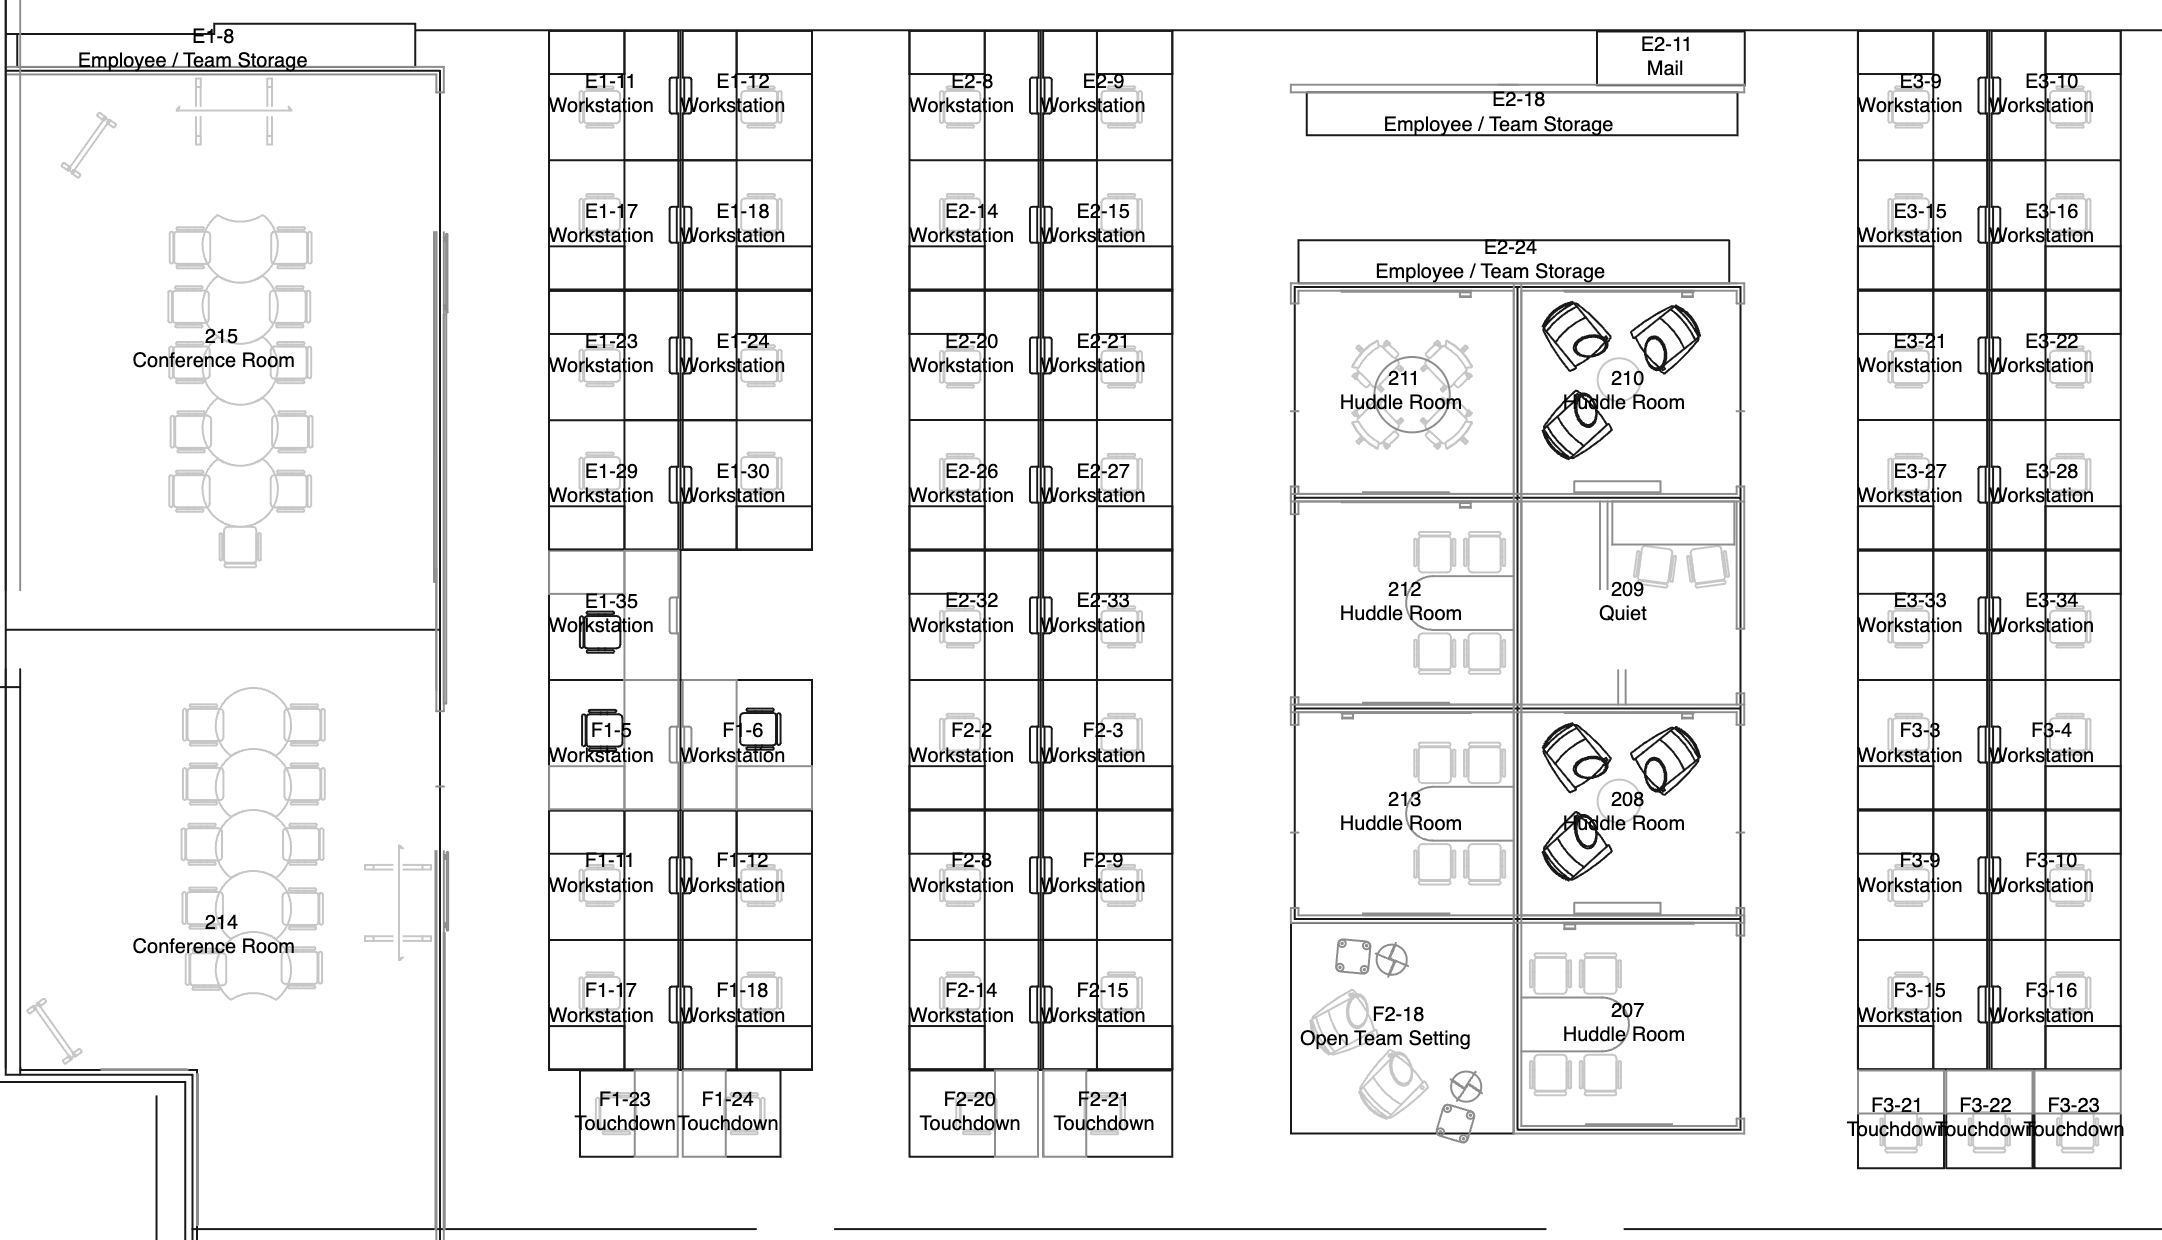 E1-8
Employee / Team Storage
215
Conference Room
214
Conference Room
E1-11
Workstation
E1-12
Workstation
E1-17
Workstation
E1-18
Workstation
E1-23
Workstation
E1-24
Workstation
E1-29
Workstation
E1-30
Workstation
E1-35
Workstation
F1-5
Workstation
F1-6
Workstation
F1-11
Workstation
F1-12
Workstation
F1-17
Workstation
F1-18
Workstation
F1-23
Touchdown
F1-24
Touchdown
E2-8
Workstation
E2-9
Workstation
E2-14
Workstation
E2-15
Workstation
E2-20
Workstation
E2-21
Workstation
E2-26
Workstation
E2-27
Workstation
E2-32
Workstation
E2-33
Workstation
F2-2
Workstation
F2-3
Workstation
F2-8
Workstation
F2-9
Workstation
F2-14
Workstation
F2-15
Workstation
F2-20
Touchdown
F2-21
Touchdown
E2-11
Mail
E2-18
Employee / Team Storage
E2-24
Employee / Team Storage
211
Huddle Room
210
Huddle Room
212
Huddle Room
209
Quiet
213
Huddle Room
208
Huddle Room
F2-18
Open Team Setting
207
Huddle Room
E3-9
Workstation
E3-10
Workstation
E3-15
Workstation
E3-16
Workstation
E3-21
Workstation
E3-22
Workstation
E3-27
Workstation
E3-28
Workstation
E3-33
Workstation
E3-34
Workstation
F3-3
Workstation
F3-4
Workstation
F3-9
Workstation
F3-10
Workstation
F3-15
Workstation
F3-16
Workstation
F3-21
Touchdown
F3-22
Touchdown
F3-23
Touchdown